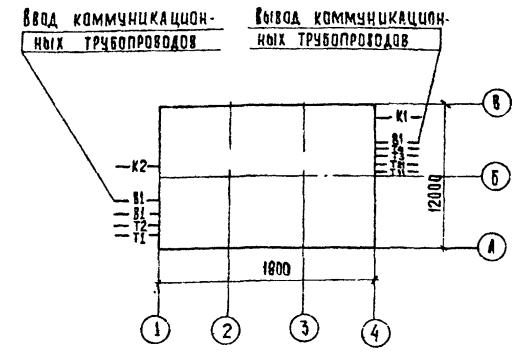 Ввод коммуникацион-
ных трубопроводов
Вывод коммуникацион-
ных трубопроводов
В
К1
В1
К2
Б
12000
В1
В1
Т2
Т1
А
1800
1
2
3
4